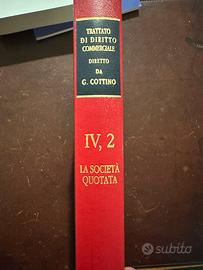 TRATTATO
DI DIRITTO
COMMERCIALE
DIRETTO
DA
G. COTTINO
IV, 2
LA SOCIETÀ
QUOTATA
subito